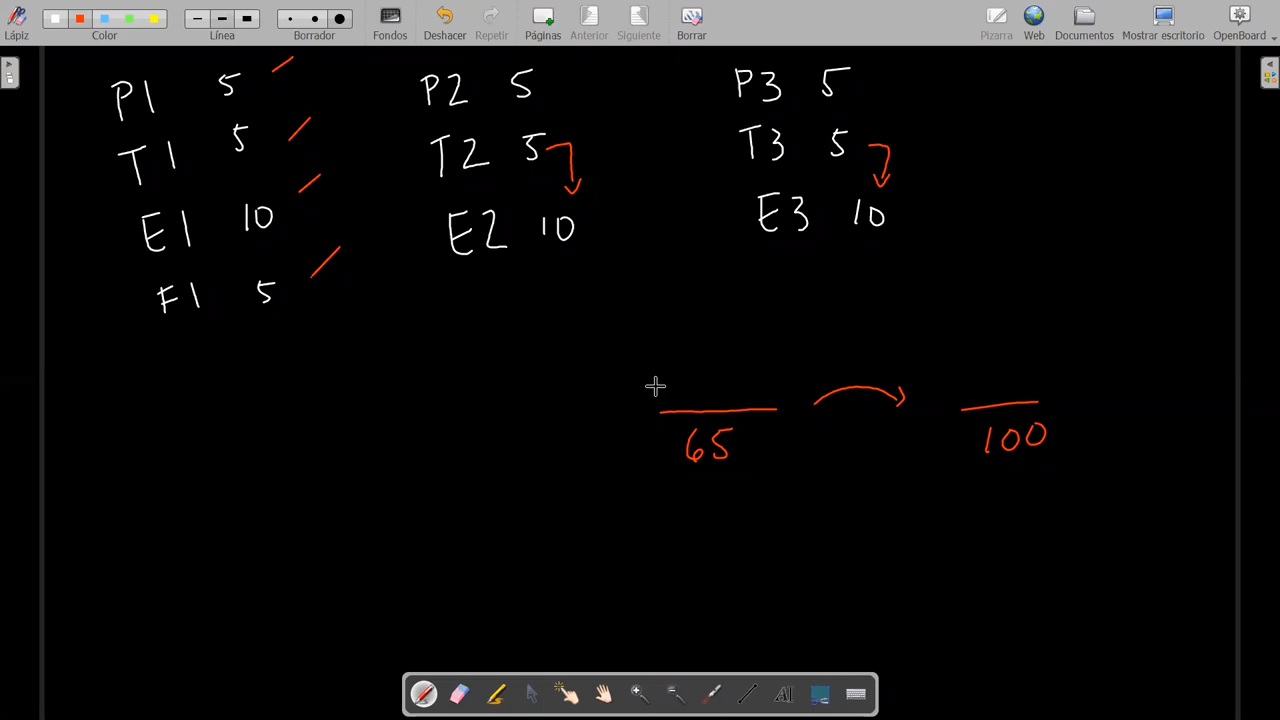 Lápiz
Color
Línea
Borrador
Fondos
Deshacer
Repetir
Páginas
Anterior
Siguiente
Borrar
Pizarra
Web
Documentos
Mostrar escritorio
OpenBoard
P1 5
T1 5
E1 10
F1 5
P2 5
T2 5
E2 10
P3 5
T3 5
E3 10
65
100
AI